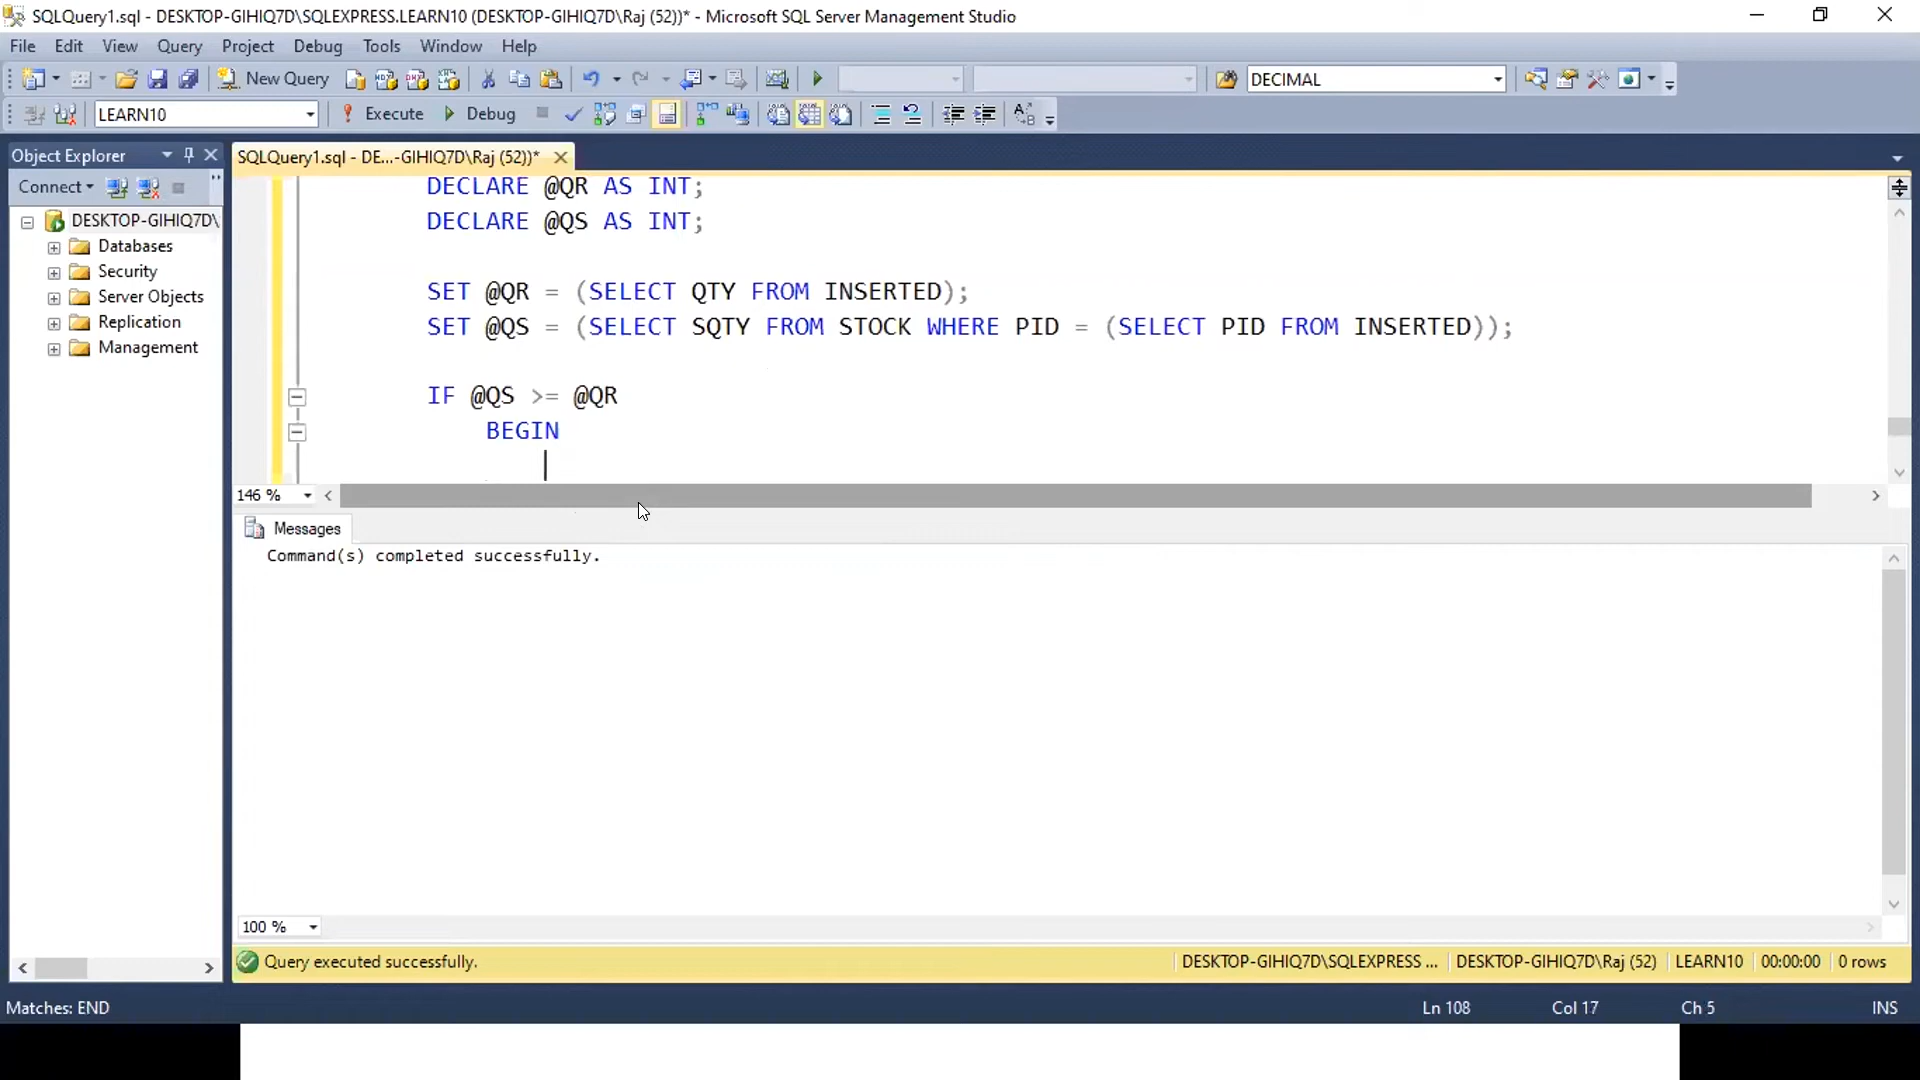 SQLQuery1.sql - DESKTOP-GIHIQ7D\SQLEXPRESS.LEARN10 (DESKTOP-GIHIQ7D\Raj (52))* - Microsoft SQL Server Management Studio
File Edit View Query Project Debug Tools Window Help
New Query DECIMAL
LEARN10 Execute Debug
Object Explorer SQLQuery1.sql - DE...-GIHIQ7D\Raj (52))*
Connect
DESKTOP-GIHIQ7D\
Databases
Security
Server Objects
Replication
Management
DECLARE @QR AS INT;
DECLARE @QS AS INT;
SET @QR = (SELECT QTY FROM INSERTED);
SET @QS = (SELECT SQTY FROM STOCK WHERE PID = (SELECT PID FROM INSERTED));
IF @QS >= @QR
BEGIN
146 %
Messages
Command(s) completed successfully.
100 %
Query executed successfully. DESKTOP-GIHIQ7D\SQLEXPRESS ... DESKTOP-GIHIQ7D\Raj (52) LEARN10 00:00:00 0 rows
Matches: END Ln 108 Col 17 Ch 5 INS